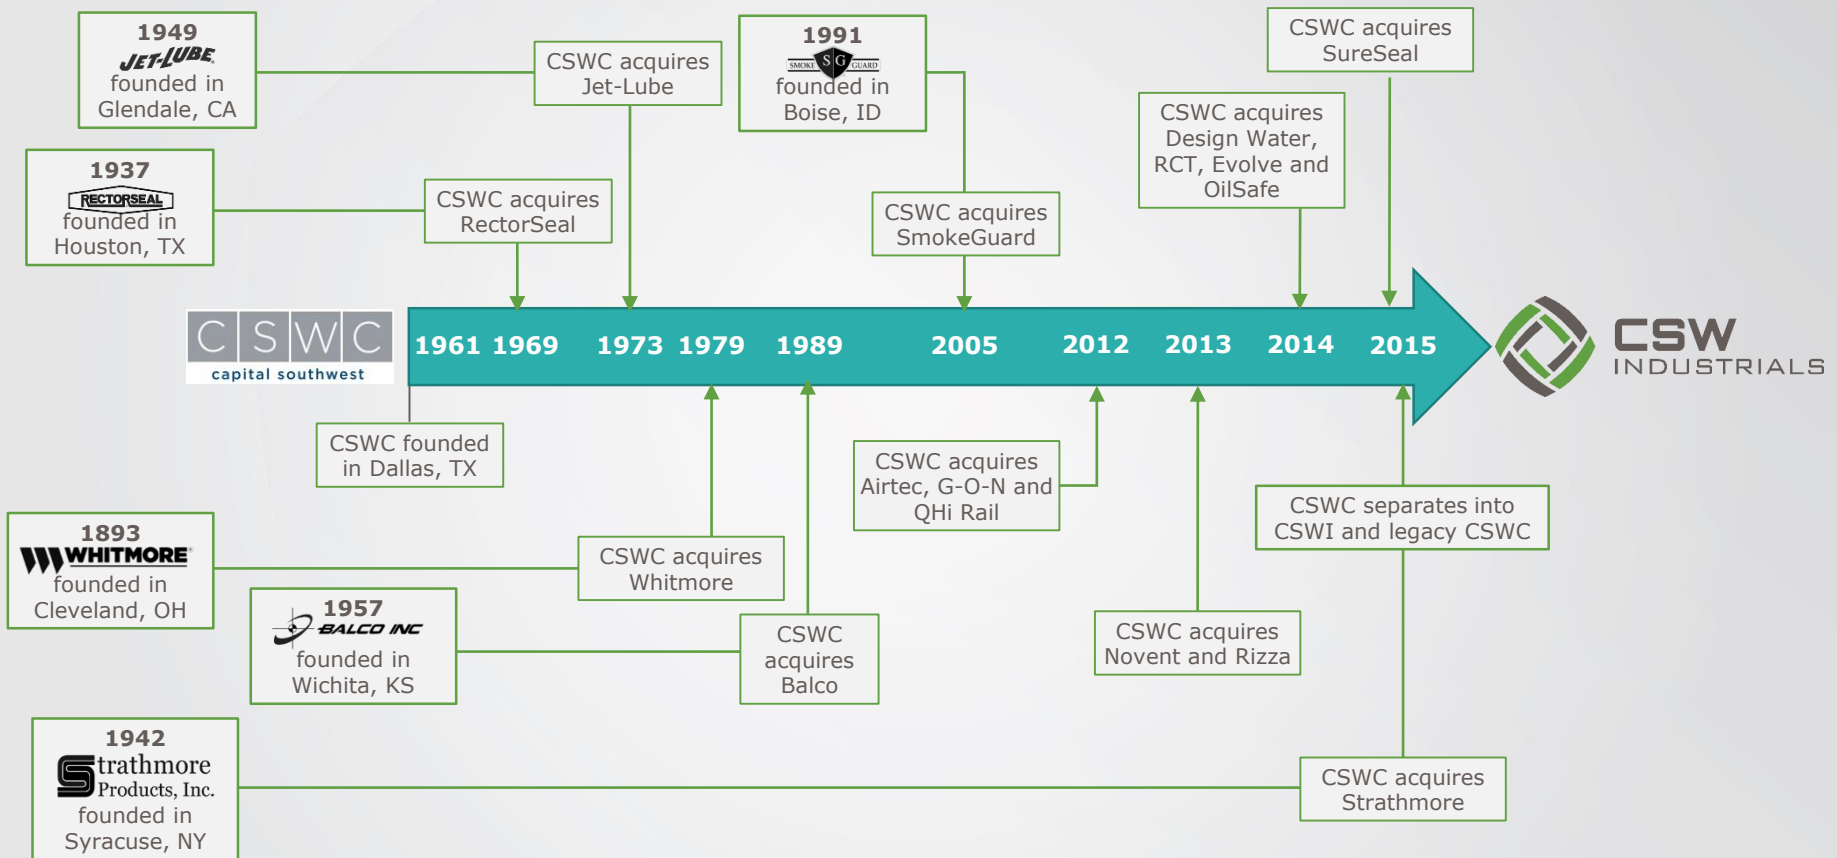 1949
JET-LUBE
founded in
Glendale, CA
CSWC acquires
Jet-Lube
1991
SMOKE SG GUARD
founded in
Boise, ID
CSWC acquires
SureSeal
CSWC acquires
Design Water,
RCT, Evolve and
OilSafe
1937
RECTORSEAL
founded in
Houston, TX
CSWC acquires
RectorSeal
CSWC acquires
SmokeGuard
CSWC
capital southwest
1961 1969 1973 1979 1989 2005 2012 2013 2014 2015
CSW
INDUSTRIALS
CSWC founded
in Dallas, TX
CSWC acquires
Airtec, G-O-N and
QHi Rail
CSWC separates into
CSWI and legacy CSWC
1893
WHITMORE®
founded in
Cleveland, OH
CSWC acquires
Whitmore
1957
BALCO INC
founded in
Wichita, KS
CSWC
acquires
Balco
CSWC acquires
Novent and Rizza
1942
Strathmore
Products, Inc.
founded in
Syracuse, NY
CSWC acquires
Strathmore